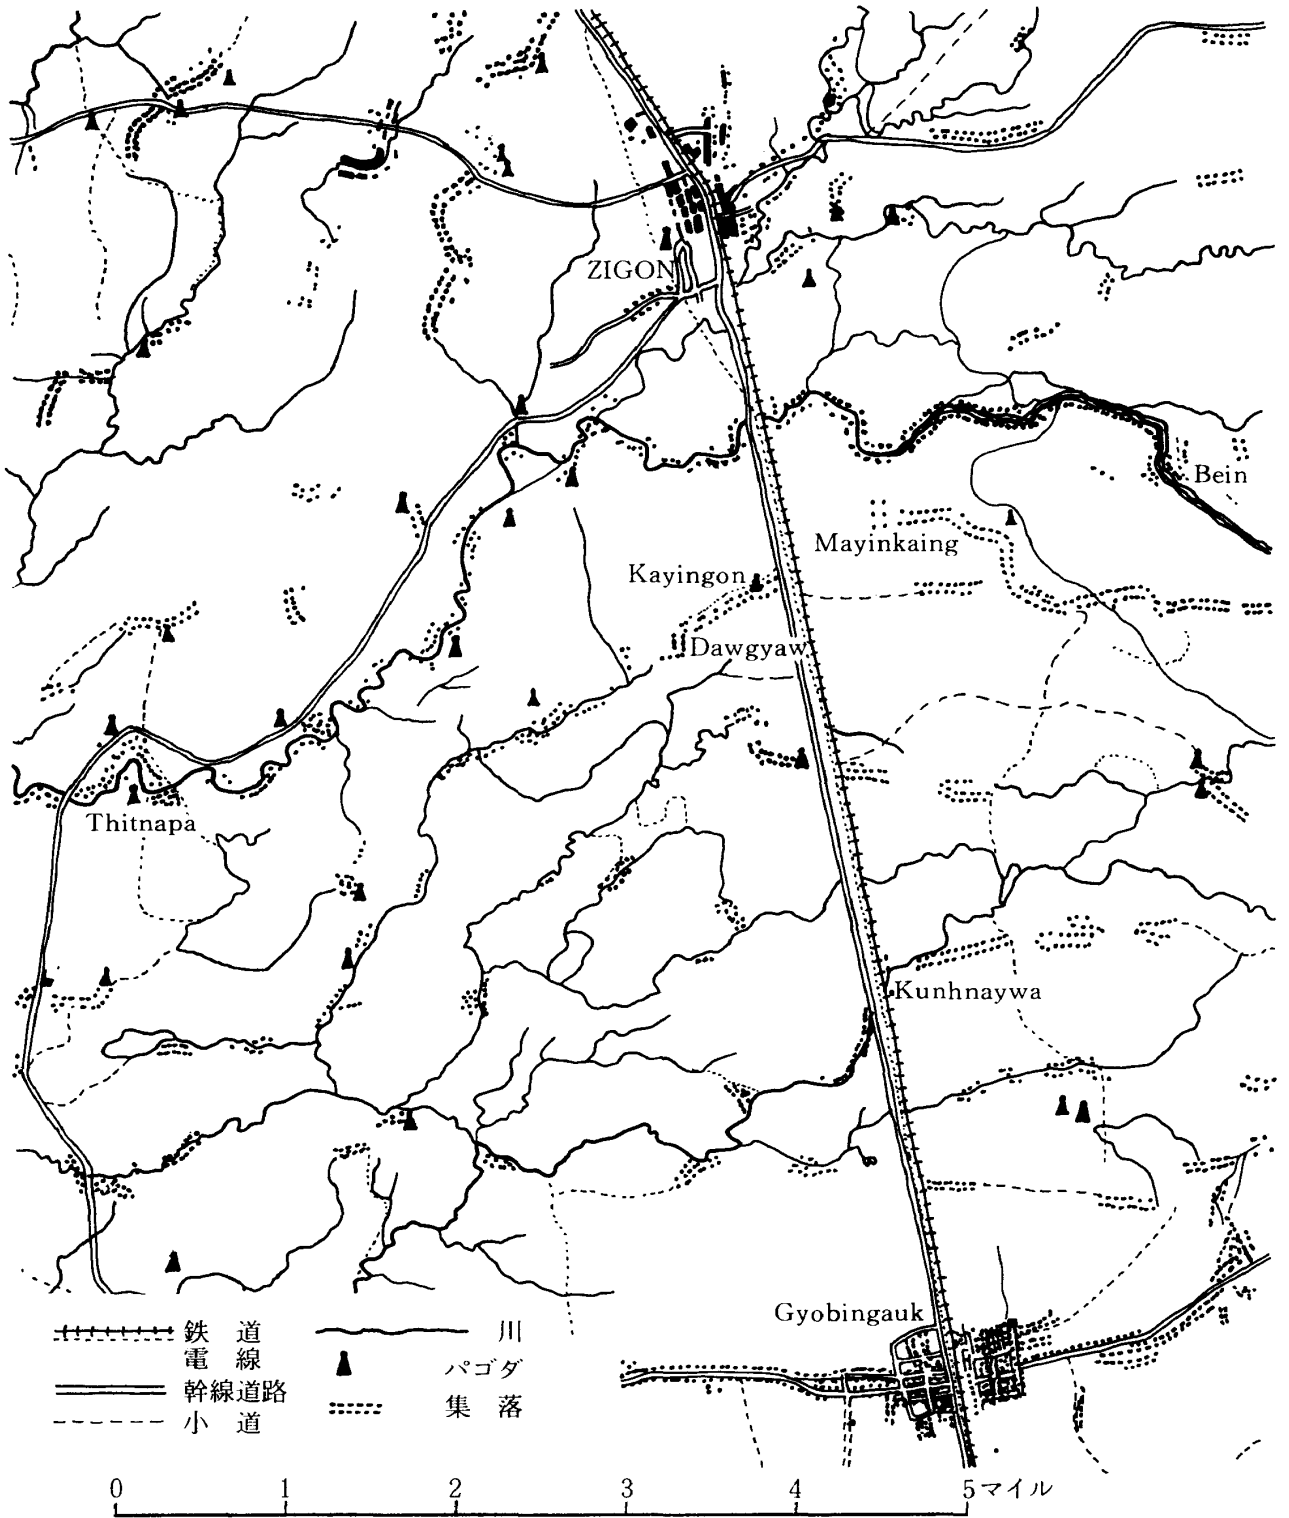 ZIGON
Bein
Mayinkaing
Kayingon
Dawgyaw
Thitnapa
Kunhnaywa
Gyobingauk
鉄道
電線
幹線道路
小道
川
パゴダ
集落
0 1 2 3 4 5マイル